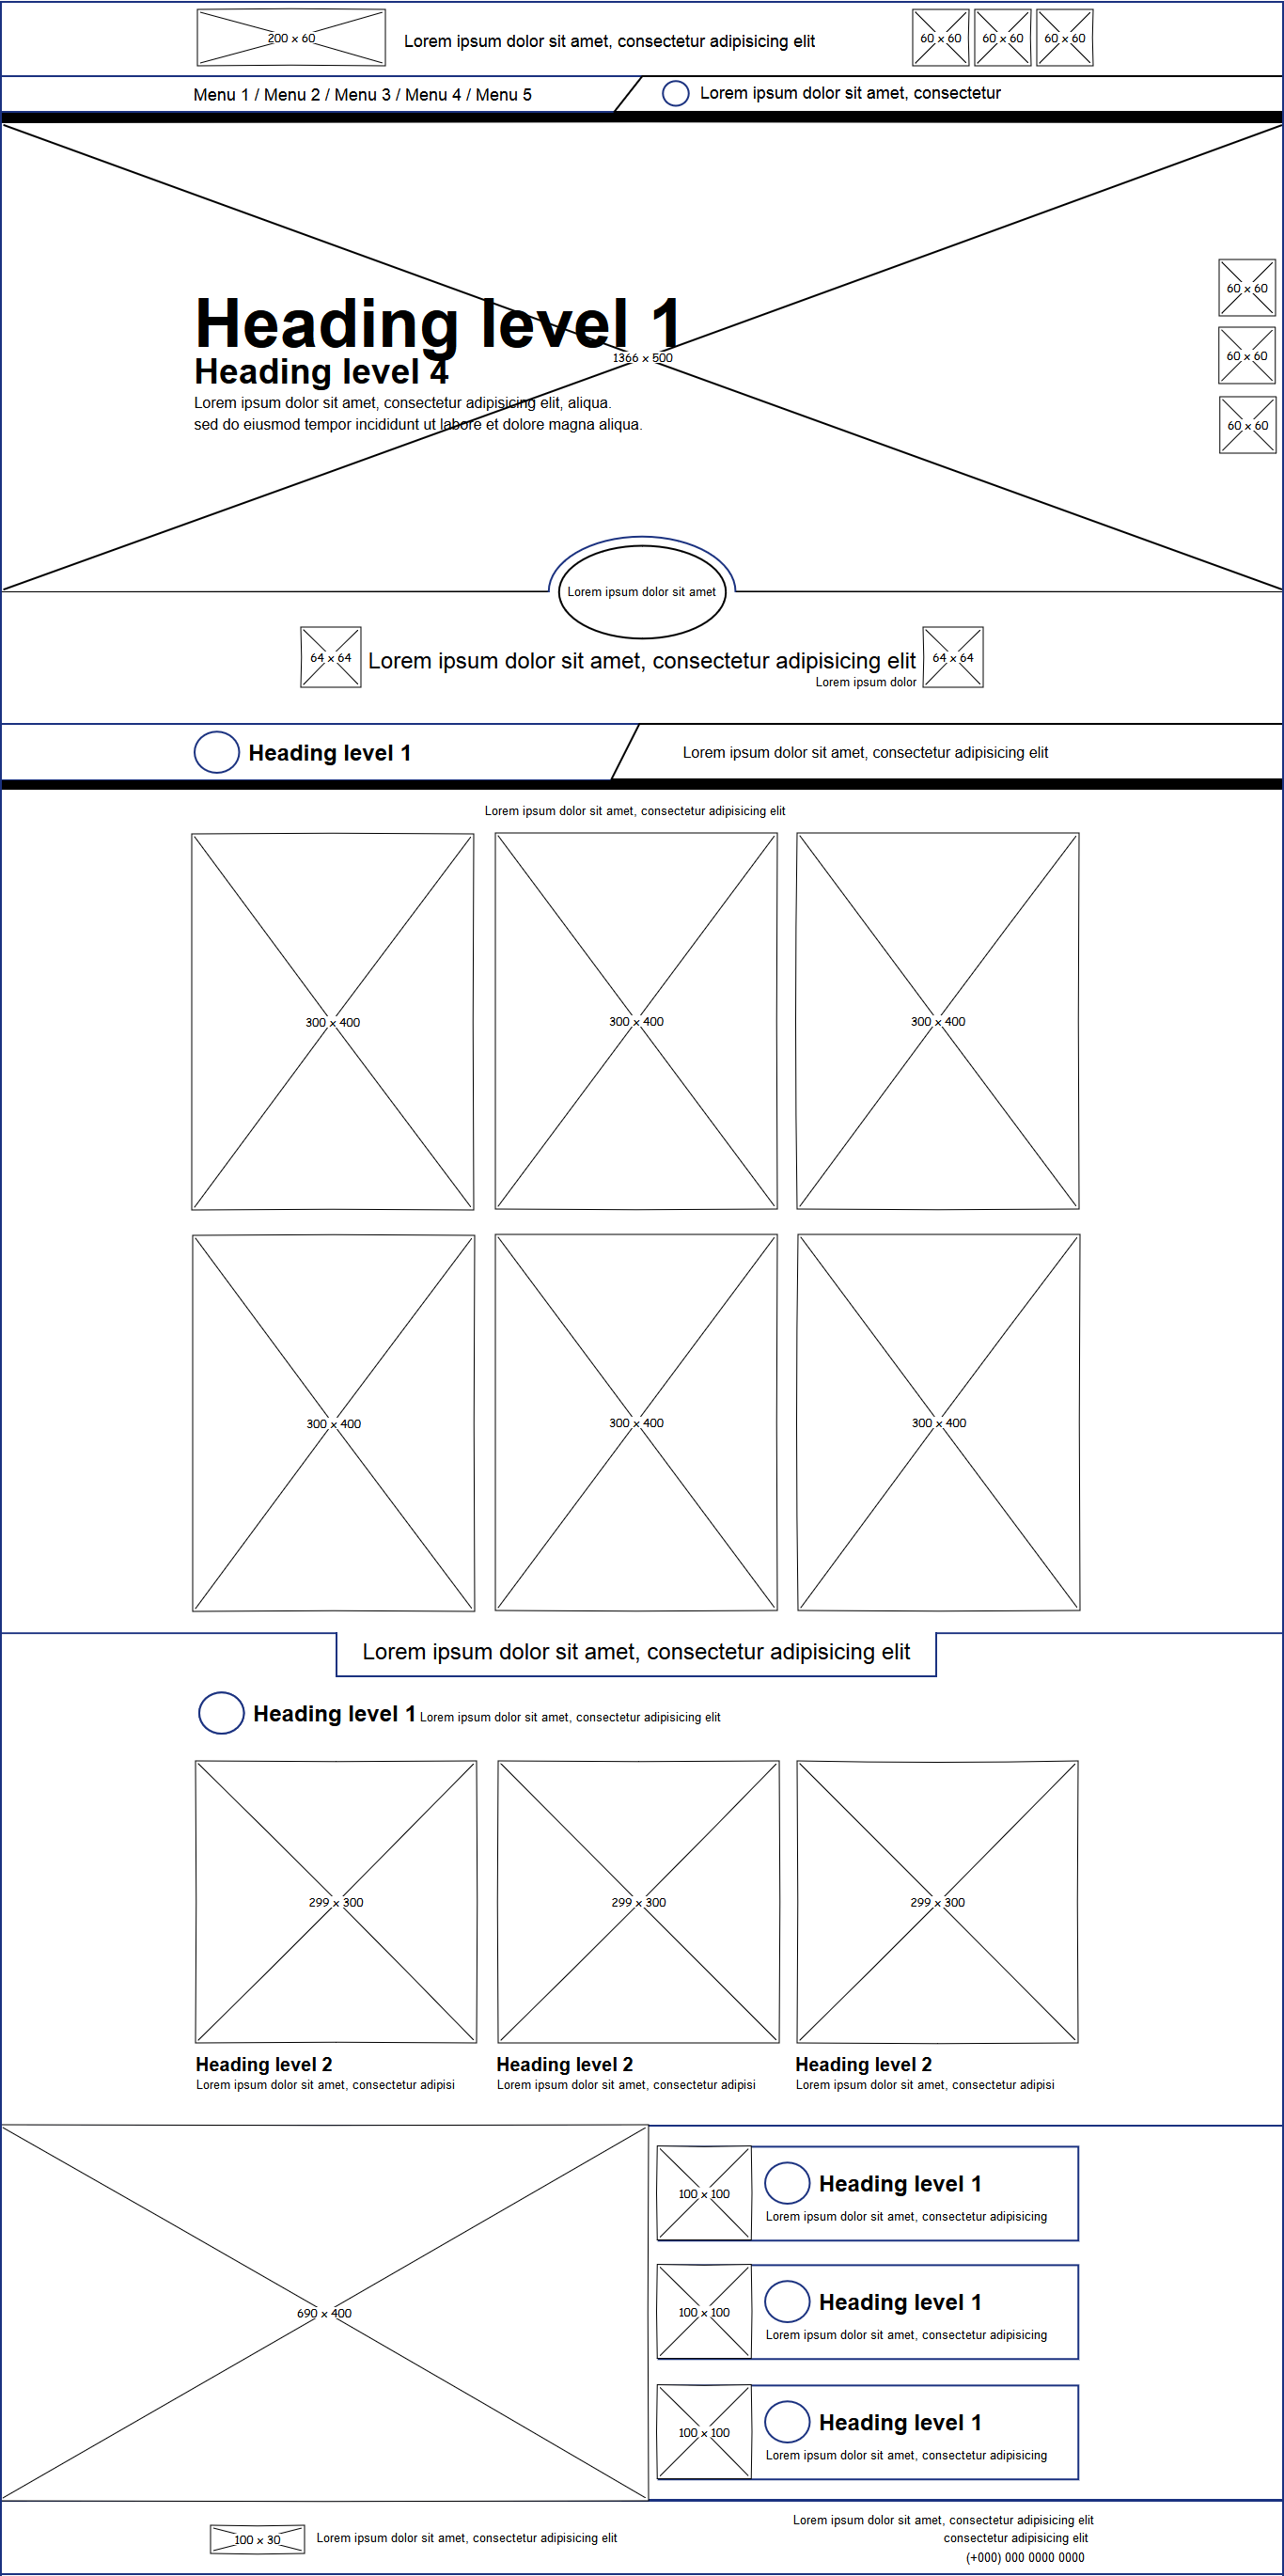 200 x 60
Lorem ipsum dolor sit amet, consectetur adipisicing elit
60 x 60
60 x 60
60 x 60
Menu 1 / Menu 2 / Menu 3 / Menu 4 / Menu 5
Lorem ipsum dolor sit amet, consectetur
Heading level 1
1366 x 500
Heading level 4
Lorem ipsum dolor sit amet, consectetur adipisicing elit, aliqua.
sed do eiusmod tempor incididunt ut labore et dolore magna aliqua.
60 x 60
60 x 60
60 x 60
Lorem ipsum dolor sit amet
64 x 64
Lorem ipsum dolor sit amet, consectetur adipisicing elit
64 x 64
Lorem ipsum dolor
Heading level 1
Lorem ipsum dolor sit amet, consectetur adipisicing elit
Lorem ipsum dolor sit amet, consectetur adipisicing elit
300 x 400
300 x 400
300 x 400
300 x 400
300 x 400
300 x 400
Lorem ipsum dolor sit amet, consectetur adipisicing elit
Heading level 1 Lorem ipsum dolor sit amet, consectetur adipisicing elit
299 x 300
299 x 300
299 x 300
Heading level 2
Lorem ipsum dolor sit amet, consectetur adipisi
Heading level 2
Lorem ipsum dolor sit amet, consectetur adipisi
Heading level 2
Lorem ipsum dolor sit amet, consectetur adipisi
690 x 400
100 x 100
Heading level 1
Lorem ipsum dolor sit amet, consectetur adipisicing
100 x 100
Heading level 1
Lorem ipsum dolor sit amet, consectetur adipisicing
100 x 100
Heading level 1
Lorem ipsum dolor sit amet, consectetur adipisicing
100 x 30
Lorem ipsum dolor sit amet, consectetur adipisicing elit
Lorem ipsum dolor sit amet, consectetur adipisicing elit
consectetur adipisicing elit
(+000) 000 0000 0000